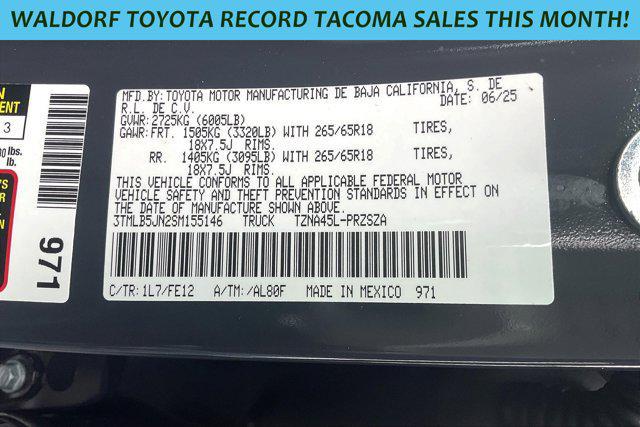 WALDORF TOYOTA RECORD TACOMA SALES THIS MONTH!
MFD.BY: TOYOTA MOTOR MANUFACTURING DE BAJA CALIFORNIA, S. DE
R.L. DE C.V.
DATE: 06/25
GVWR: 2725KG (6005LB)
GAWR: FRT. 1505KG (3320LB) WITH 265/65R18 TIRES,
18X7.5J RIMS.
RR. 1405KG (3095LB) WITH 265/65R18 TIRES,
18X7.5J RIMS.
THIS VEHICLE CONFORMS TO ALL APPLICABLE FEDERAL MOTOR
VEHICLE SAFETY AND THEFT PREVENTION STANDARDS IN EFFECT ON
THE DATE OF MANUFACTURE SHOWN ABOVE.
3TMLB5JN2SM155146 TRUCK TZNA45L-PRZSZA
C/TR: 1L7/FE12 A/TM: /AL80F MADE IN MEXICO 971
3
lbs.
lb.
971